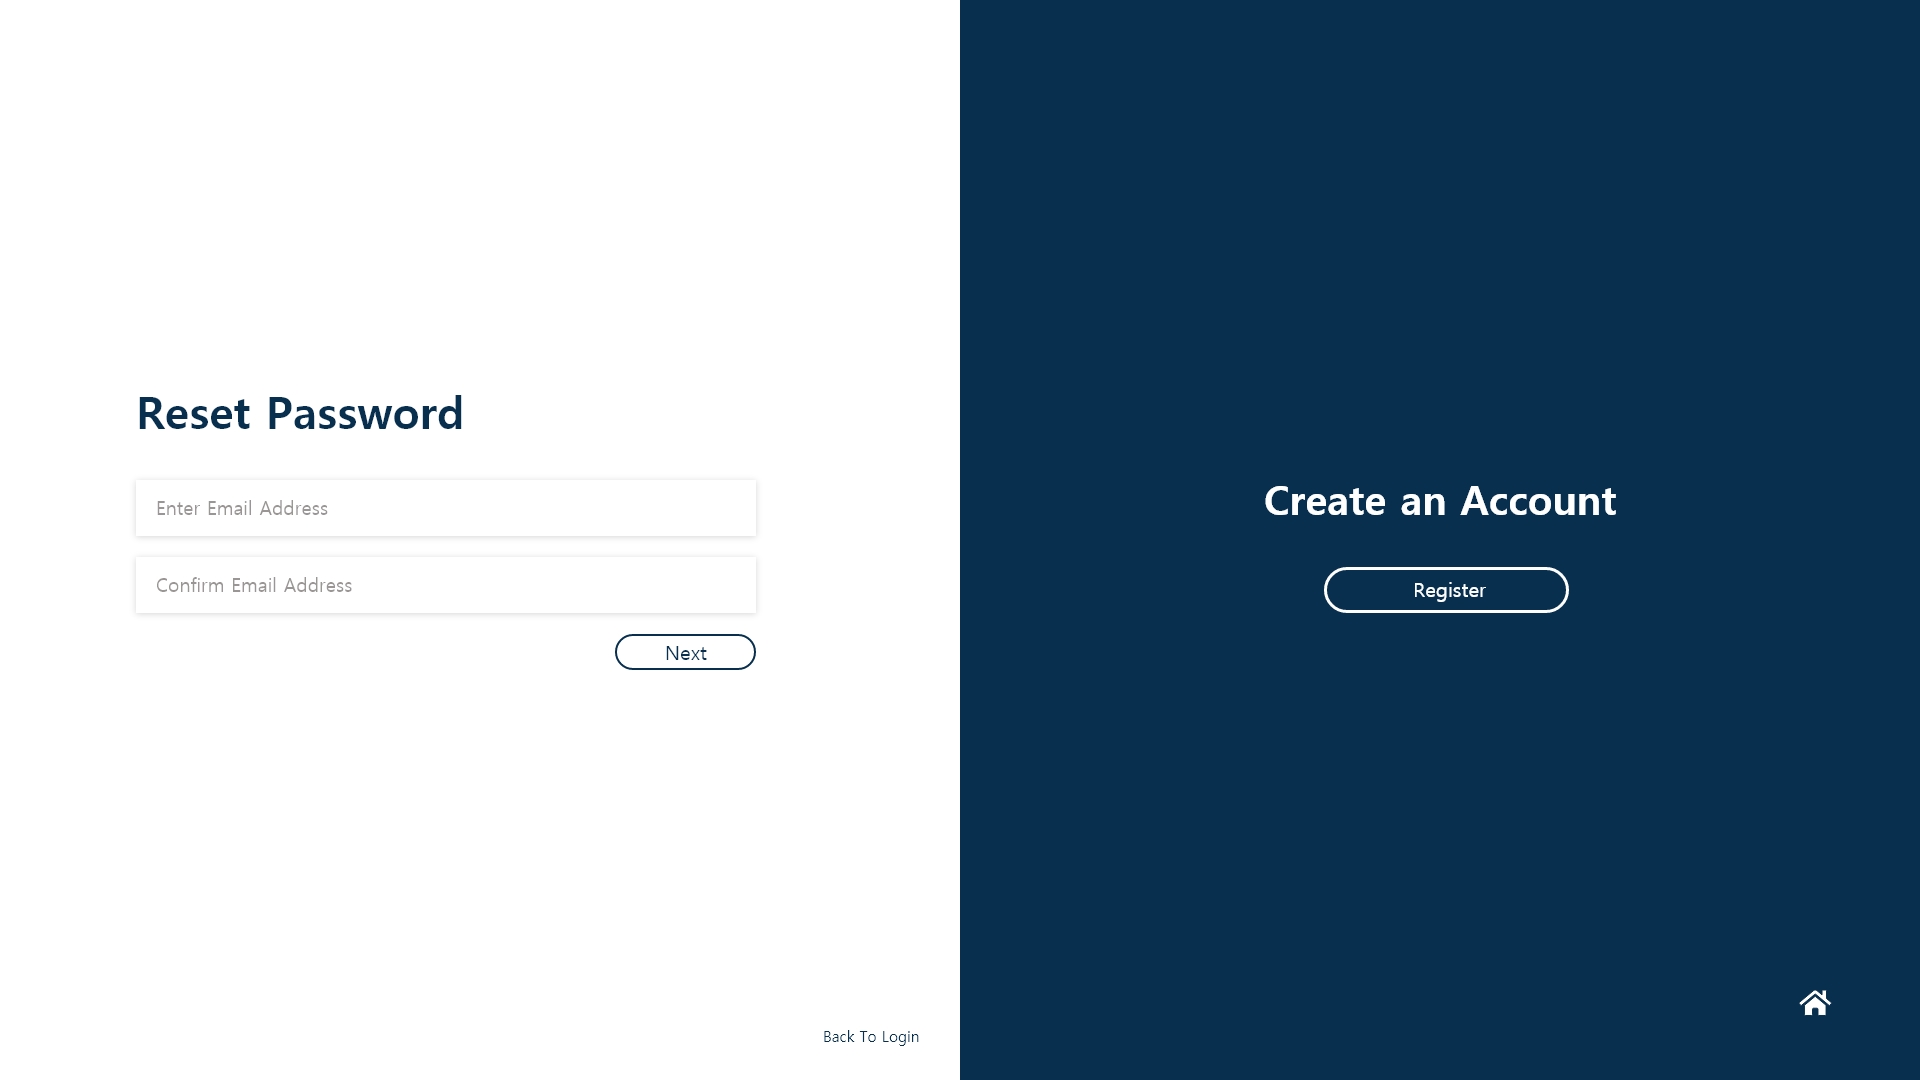 Reset Password
Enter Email Address
Confirm Email Address
Next
Back To Login
Create an Account
Register